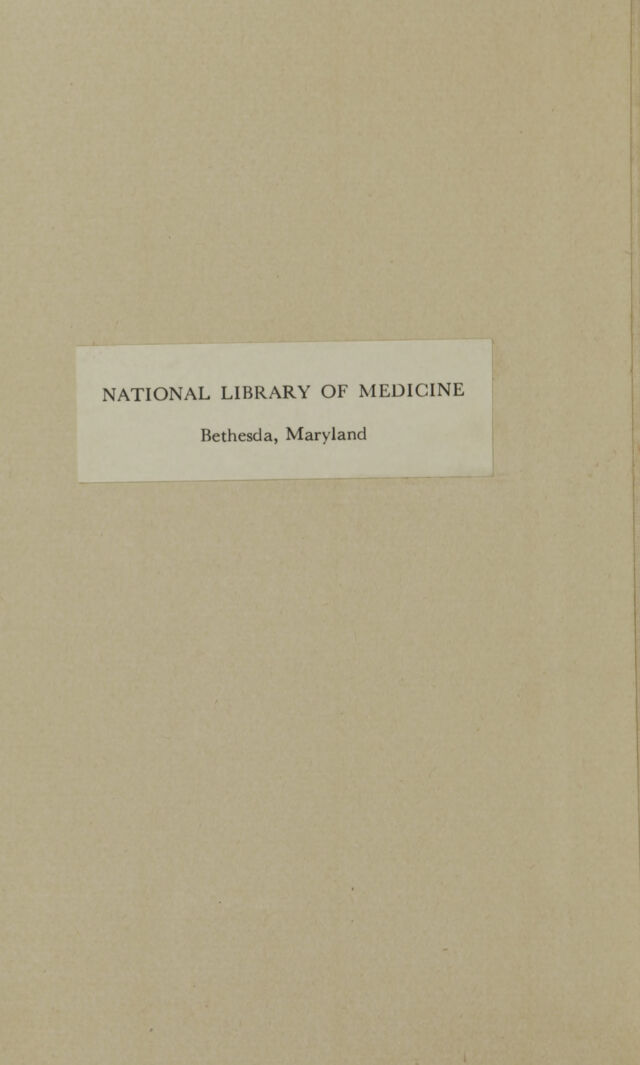 NATIONAL LIBRARY OF MEDICINE
Bethesda, Maryland